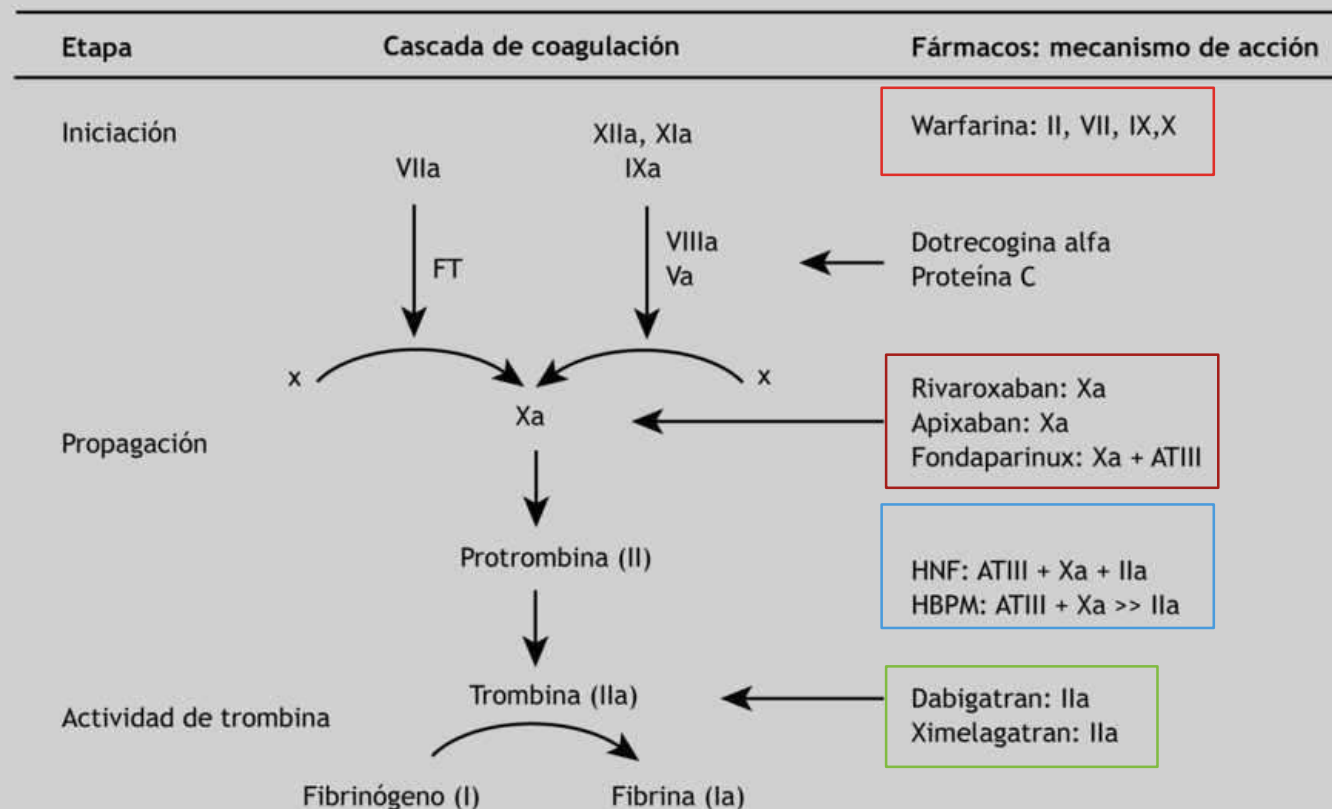 Etapa
Cascada de coagulación
Fármacos: mecanismo de acción
Iniciación
XIIa, XIa
IXa
VIIa
Warfarina: II, VII, IX,X
FT
VIIIa
Va
Dotrecogina alfa
Proteína C
x
x
Xa
Rivaroxaban: Xa
Apixaban: Xa
Fondaparinux: Xa + ATIII
Propagación
Protrombina (II)
HNF: ATIII + Xa + IIa
HBPM: ATIII + Xa >> IIa
Actividad de trombina
Trombina (IIa)
Dabigatran: IIa
Ximelagatran: IIa
Fibrinógeno (I)
Fibrina (Ia)